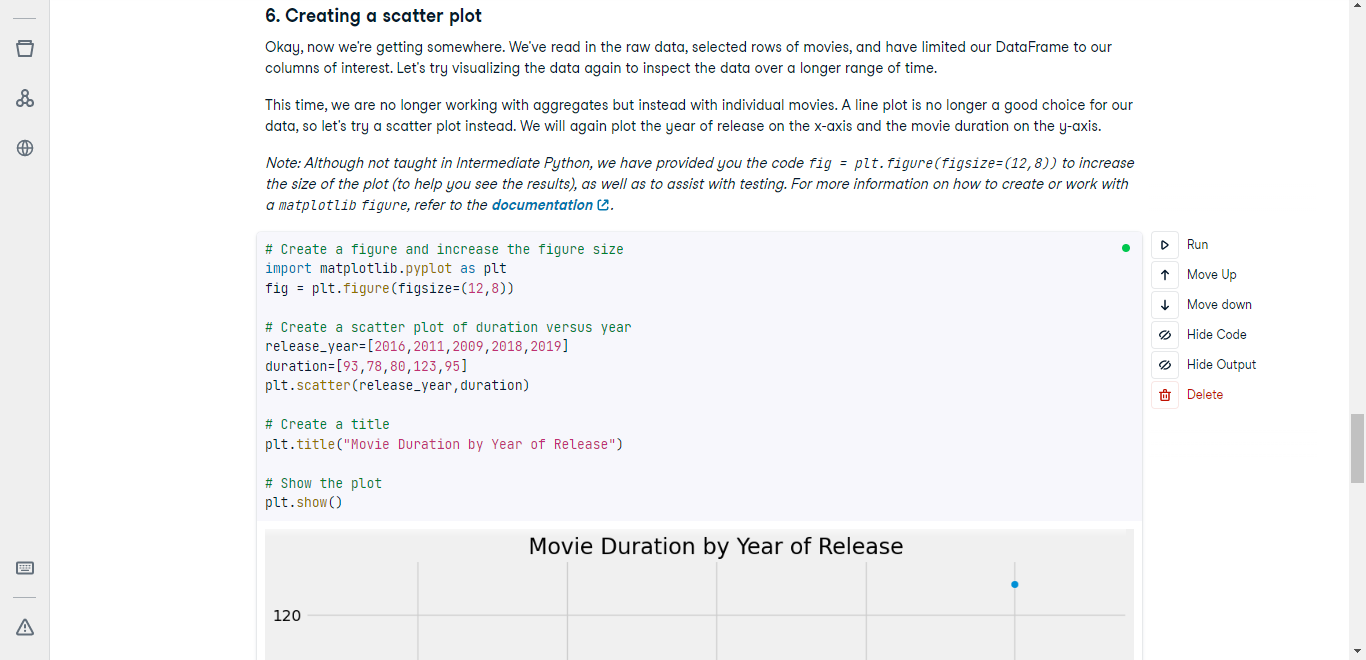 6. Creating a scatter plot
Okay, now we're getting somewhere. We've read in the raw data, selected rows of movies, and have limited our DataFrame to our
columns of interest. Let's try visualizing the data again to inspect the data over a longer range of time.
This time, we are no longer working with aggregates but instead with individual movies. A line plot is no longer a good choice for our
data, so let's try a scatter plot instead. We will again plot the year of release on the x-axis and the movie duration on the y-axis.
Note: Although not taught in Intermediate Python, we have provided you the code fig = plt.figure(figsize=(12,8)) to increase
the size of the plot (to help you see the results), as well as to assist with testing. For more information on how to create or work with
a matplotlib figure, refer to the documentation.
# Create a figure and increase the figure size
import matplotlib.pyplot as plt
fig = plt.figure(figsize=(12,8))
# Create a scatter plot of duration versus year
release_year=[2016,2011,2009,2018,2019]
duration=[93,78,80,123,95]
plt.scatter(release_year,duration)
# Create a title
plt.title("Movie Duration by Year of Release")
# Show the plot
plt.show()
Run
Move Up
Move down
Hide Code
Hide Output
Delete
Movie Duration by Year of Release
120